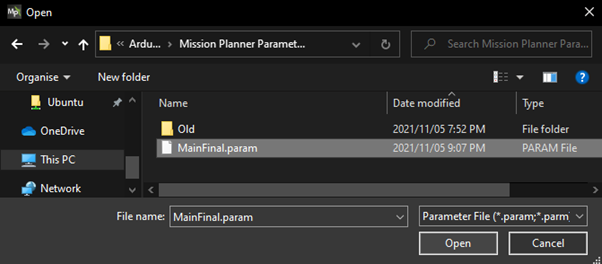 MP Open
« Ardu... > Mission Planner Paramet... Search Mission Planner Para...
Organise New folder ?
Ubuntu
OneDrive
This PC
Network
Name Date modified Type
Old 2021/11/05 7:52 PM File folder
MainFinal.param 2021/11/05 9:07 PM PARAM File
File name: MainFinal.param Parameter File (*.param;*.parm)
Open Cancel